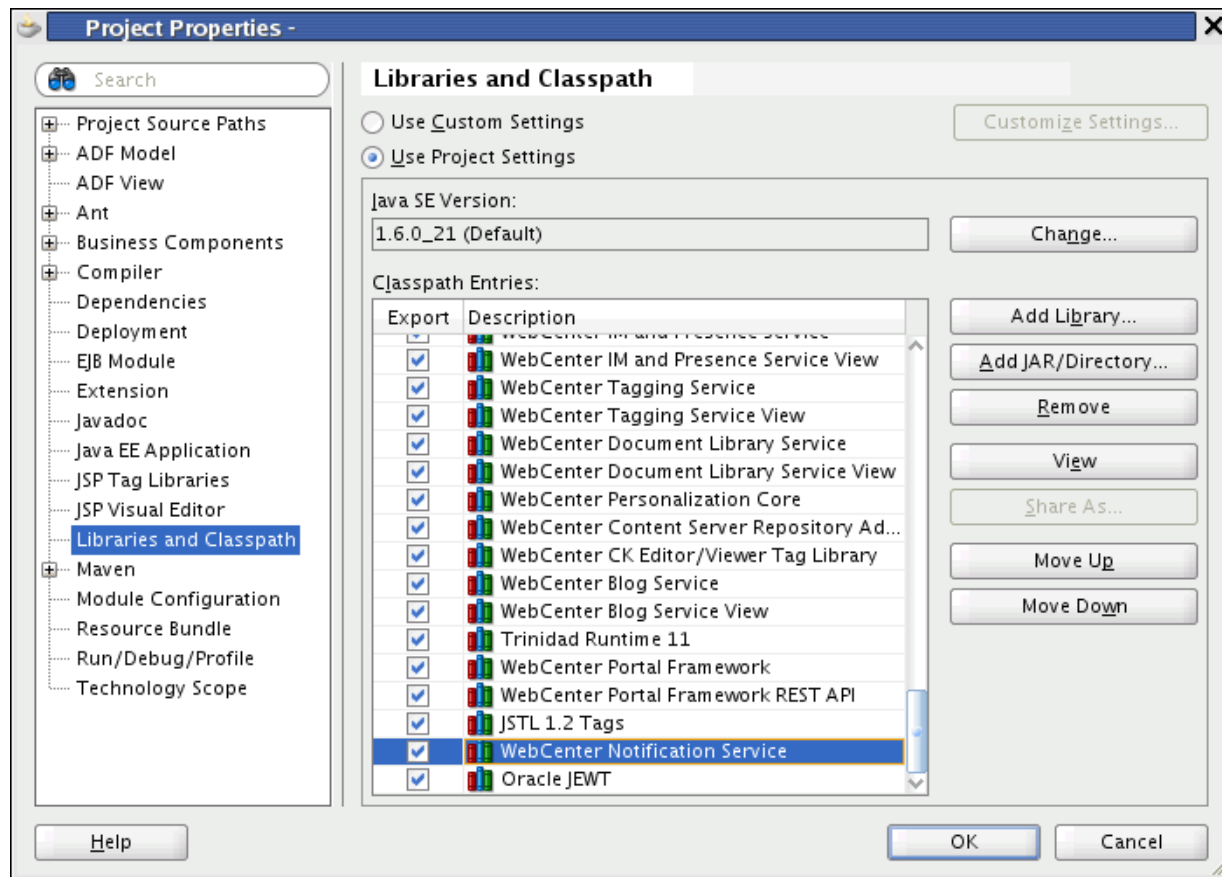 Project Properties -
Search
Project Source Paths
ADF Model
ADF View
Ant
Business Components
Compiler
Dependencies
Deployment
EJB Module
Extension
Javadoc
Java EE Application
JSP Tag Libraries
JSP Visual Editor
Libraries and Classpath
Maven
Module Configuration
Resource Bundle
Run/Debug/Profile
Technology Scope
Libraries and Classpath
Use Custom Settings
Customize Settings...
Use Project Settings
Java SE Version:
1.6.0_21 (Default)
Change...
Classpath Entries:
Export Description
WebCenter IM and Presence Service
WebCenter IM and Presence Service View
WebCenter Tagging Service
WebCenter Tagging Service View
WebCenter Document Library Service
WebCenter Document Library Service View
WebCenter Personalization Core
WebCenter Content Server Repository Ad...
WebCenter CK Editor/Viewer Tag Library
WebCenter Blog Service
WebCenter Blog Service View
Trinidad Runtime 11
WebCenter Portal Framework
WebCenter Portal Framework REST API
JSTL 1.2 Tags
WebCenter Notification Service
Oracle JEWT
Add Library...
Add JAR/Directory...
Remove
View
Share As...
Move Up
Move Down
Help
OK
Cancel